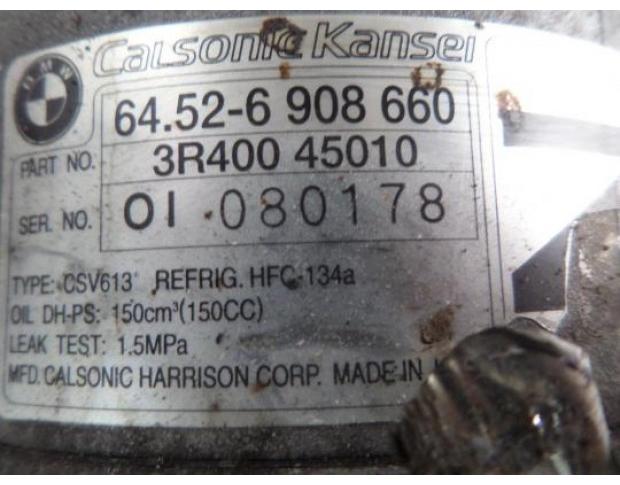 BMW
CALSONIC KANSEI
64.52-6 908 660
PART NO. 3R400 45010
SER. NO. 01 080178
TYPE: CSV613 REFRIG. HFC-134a
OIL DH-PS: 150cm³(150CC)
LEAK TEST: 1.5MPa
MFD. CALSONIC HARRISON CORP. MADE IN